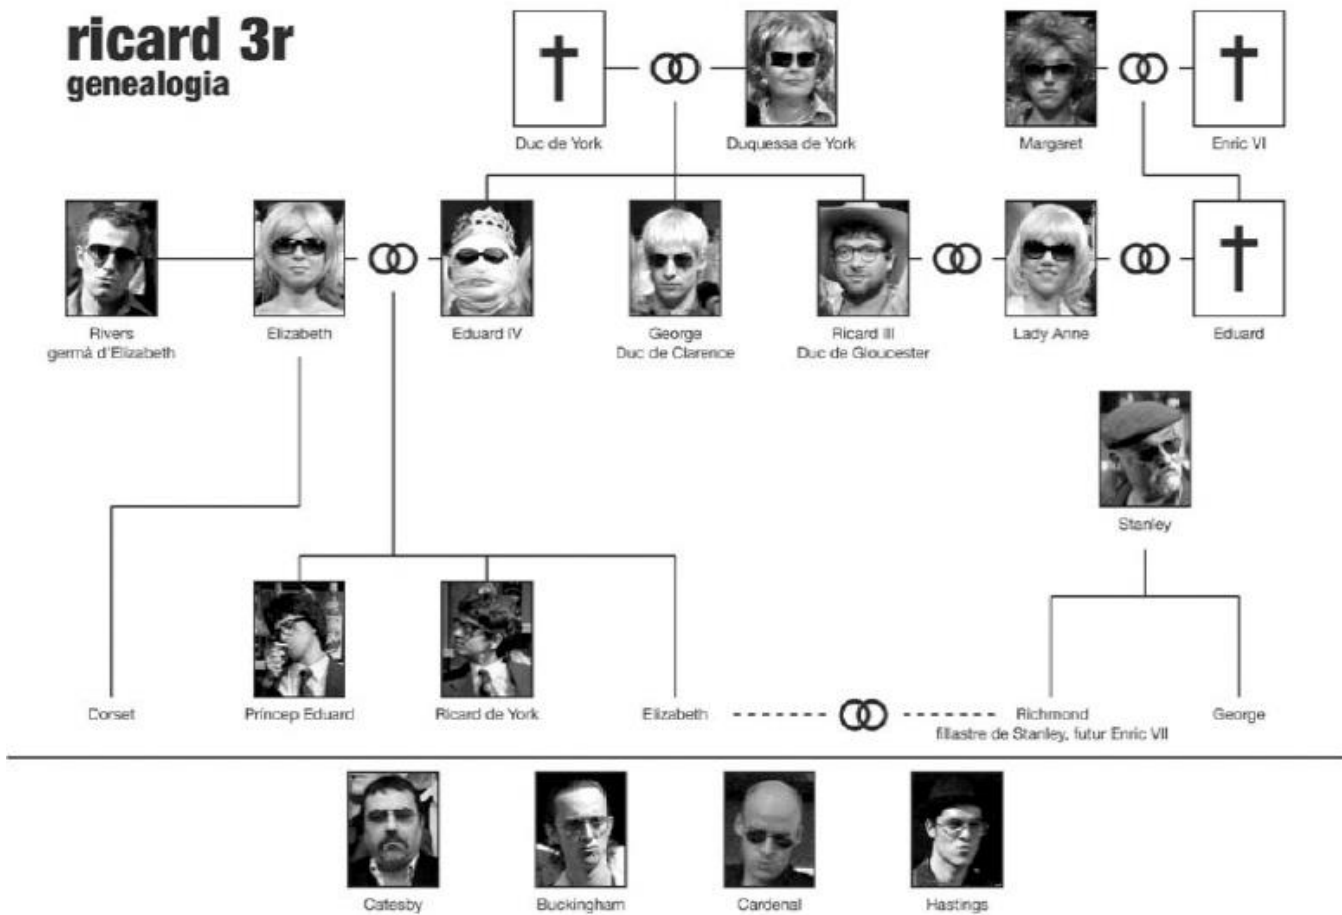 ricard 3r
genealogia
Duc de York
Duquessa de York
Margaret
Enric VI
Rivers
germà d'Elizabeth
Elizabeth
Eduard IV
George
Duc de Clarence
Ricard III
Duc de Gloucester
Lady Anne
Eduard
Stanley
Dorset
Príncep Eduard
Ricard de York
Elizabeth
Richmond
fillastre de Stanley, futur Enric VII
George
Catesby
Buckingham
Cardenal
Hastings